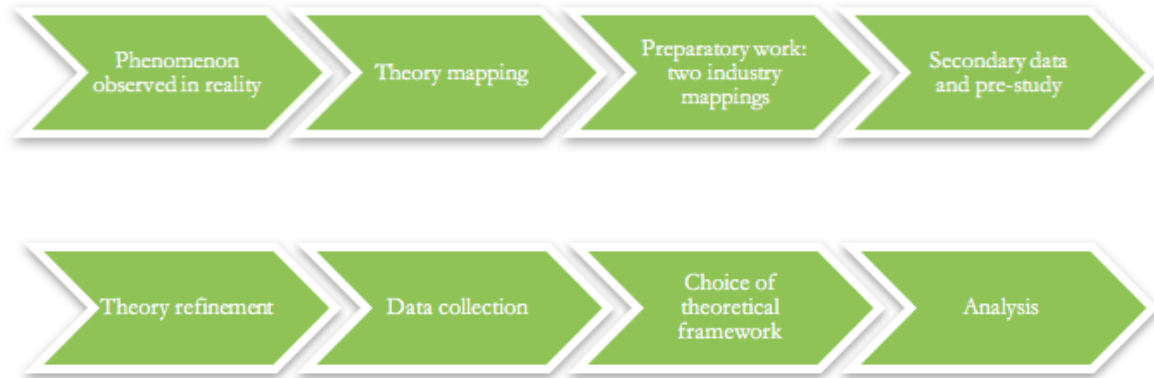 Phenomenon
observed in reality
Theory mapping
Preparatory work:
two industry
mappings
Secondary data
and pre-study
Theory refinement
Data collection
Choice of
theoretical
framework
Analysis